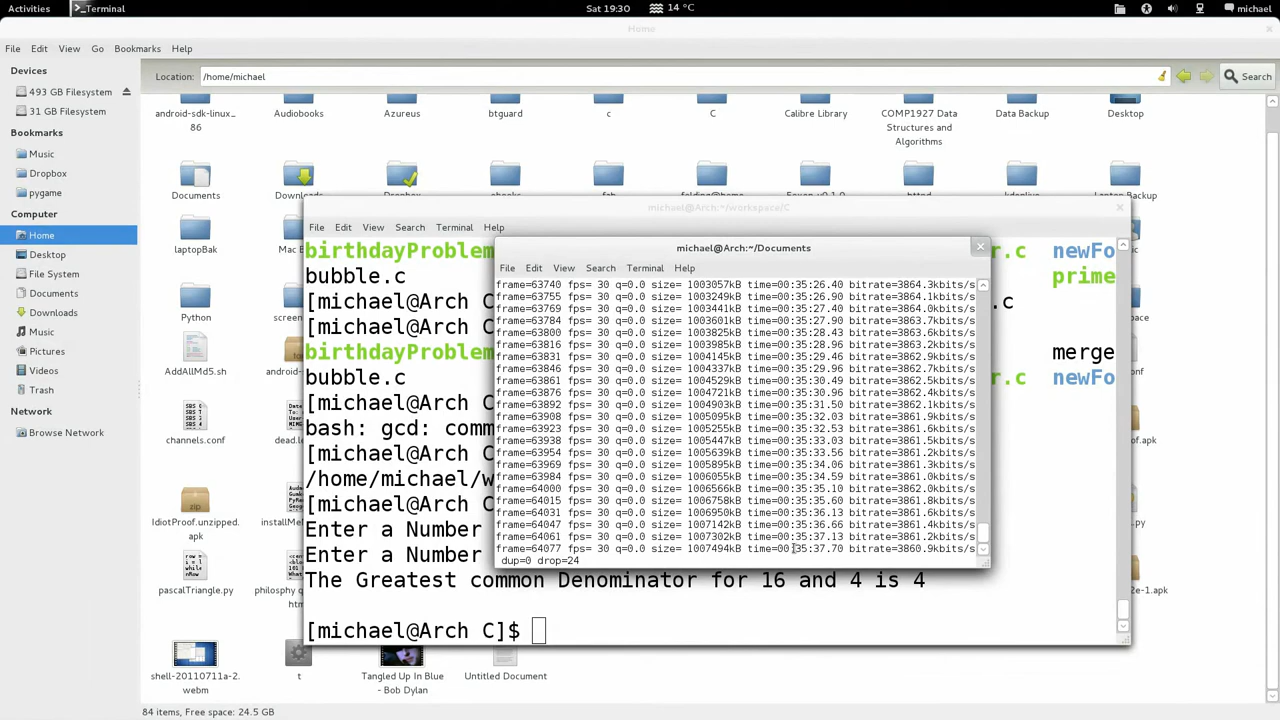 Activities Terminal Sat 19:30 14 °C michael
Home
File Edit View Go Bookmarks Help
Location: /home/michael Search
Devices
493 GB Filesystem
31 GB Filesystem
Bookmarks
Music
Dropbox
pygame
Computer
Home
Desktop
File System
Documents
Downloads
Music
Pictures
Videos
Trash
Network
Browse Network
android-sdk-linux_
86
Audiobooks
Azureus
btguard
c
C
Calibre Library
COMP1927 Data
Structures and
Algorithms
Data Backup
Desktop
Documents
Downloads
Dropbox
ebooks
fah
folding@home
httpd
kdenlive
Laptop Backup
laptopBak
Mac B
Python
screen
AddAllMd5.sh
android-
channels.conf
dead.le
IdiotProof.unzipped.
apk
installMe
pascalTriangle.py
philosphy q
htm
shell-20110711a-2.
webm
t
Tangled Up In Blue
- Bob Dylan
Untitled Document
84 items, Free space: 24.5 GB
michael@Arch:~/workspace/C
File Edit View Search Terminal Help
birthdayProblem r.c newFo
bubble.c prime
[michael@Arch C .c
[michael@Arch C
birthdayProblem merge
bubble.c r.c newFo
[michael@Arch C
bash: gcd: comm
[michael@Arch C
/home/michael/w
[michael@Arch C
Enter a Number
Enter a Number
The Greatest common Denominator for 16 and 4 is 4
[michael@Arch C]$
michael@Arch:~/Documents
File Edit View Search Terminal Help
frame=63740 fps= 30 q=0.0 size= 1003057kB time=00:35:26.40 bitrate=3864.3kbits/s
frame=63755 fps= 30 q=0.0 size= 1003249kB time=00:35:26.90 bitrate=3864.1kbits/s
frame=63769 fps= 30 q=0.0 size= 1003441kB time=00:35:27.40 bitrate=3864.0kbits/s
frame=63784 fps= 30 q=0.0 size= 1003601kB time=00:35:27.90 bitrate=3863.7kbits/s
frame=63800 fps= 30 q=0.0 size= 1003825kB time=00:35:28.43 bitrate=3863.6kbits/s
frame=63816 fps= 30 q=0.0 size= 1003985kB time=00:35:28.96 bitrate=3863.2kbits/s
frame=63831 fps= 30 q=0.0 size= 1004145kB time=00:35:29.46 bitrate=3862.9kbits/s
frame=63846 fps= 30 q=0.0 size= 1004337kB time=00:35:29.96 bitrate=3862.7kbits/s
frame=63861 fps= 30 q=0.0 size= 1004529kB time=00:35:30.49 bitrate=3862.5kbits/s
frame=63876 fps= 30 q=0.0 size= 1004721kB time=00:35:30.96 bitrate=3862.4kbits/s
frame=63892 fps= 30 q=0.0 size= 1004903kB time=00:35:31.50 bitrate=3862.1kbits/s
frame=63908 fps= 30 q=0.0 size= 1005095kB time=00:35:32.03 bitrate=3861.9kbits/s
frame=63923 fps= 30 q=0.0 size= 1005255kB time=00:35:32.53 bitrate=3861.6kbits/s
frame=63938 fps= 30 q=0.0 size= 1005447kB time=00:35:33.03 bitrate=3861.5kbits/s
frame=63954 fps= 30 q=0.0 size= 1005639kB time=00:35:33.56 bitrate=3861.2kbits/s
frame=63969 fps= 30 q=0.0 size= 1005895kB time=00:35:34.06 bitrate=3861.3kbits/s
frame=63984 fps= 30 q=0.0 size= 1006055kB time=00:35:34.59 bitrate=3861.0kbits/s
frame=64000 fps= 30 q=0.0 size= 1006566kB time=00:35:35.10 bitrate=3862.0kbits/s
frame=64015 fps= 30 q=0.0 size= 1006758kB time=00:35:35.60 bitrate=3861.8kbits/s
frame=64031 fps= 30 q=0.0 size= 1006950kB time=00:35:36.13 bitrate=3861.6kbits/s
frame=64047 fps= 30 q=0.0 size= 1007142kB time=00:35:36.66 bitrate=3861.4kbits/s
frame=64061 fps= 30 q=0.0 size= 1007302kB time=00:35:37.13 bitrate=3861.2kbits/s
frame=64077 fps= 30 q=0.0 size= 1007494kB time=00:35:37.70 bitrate=3860.9kbits/s
dup=0 drop=24